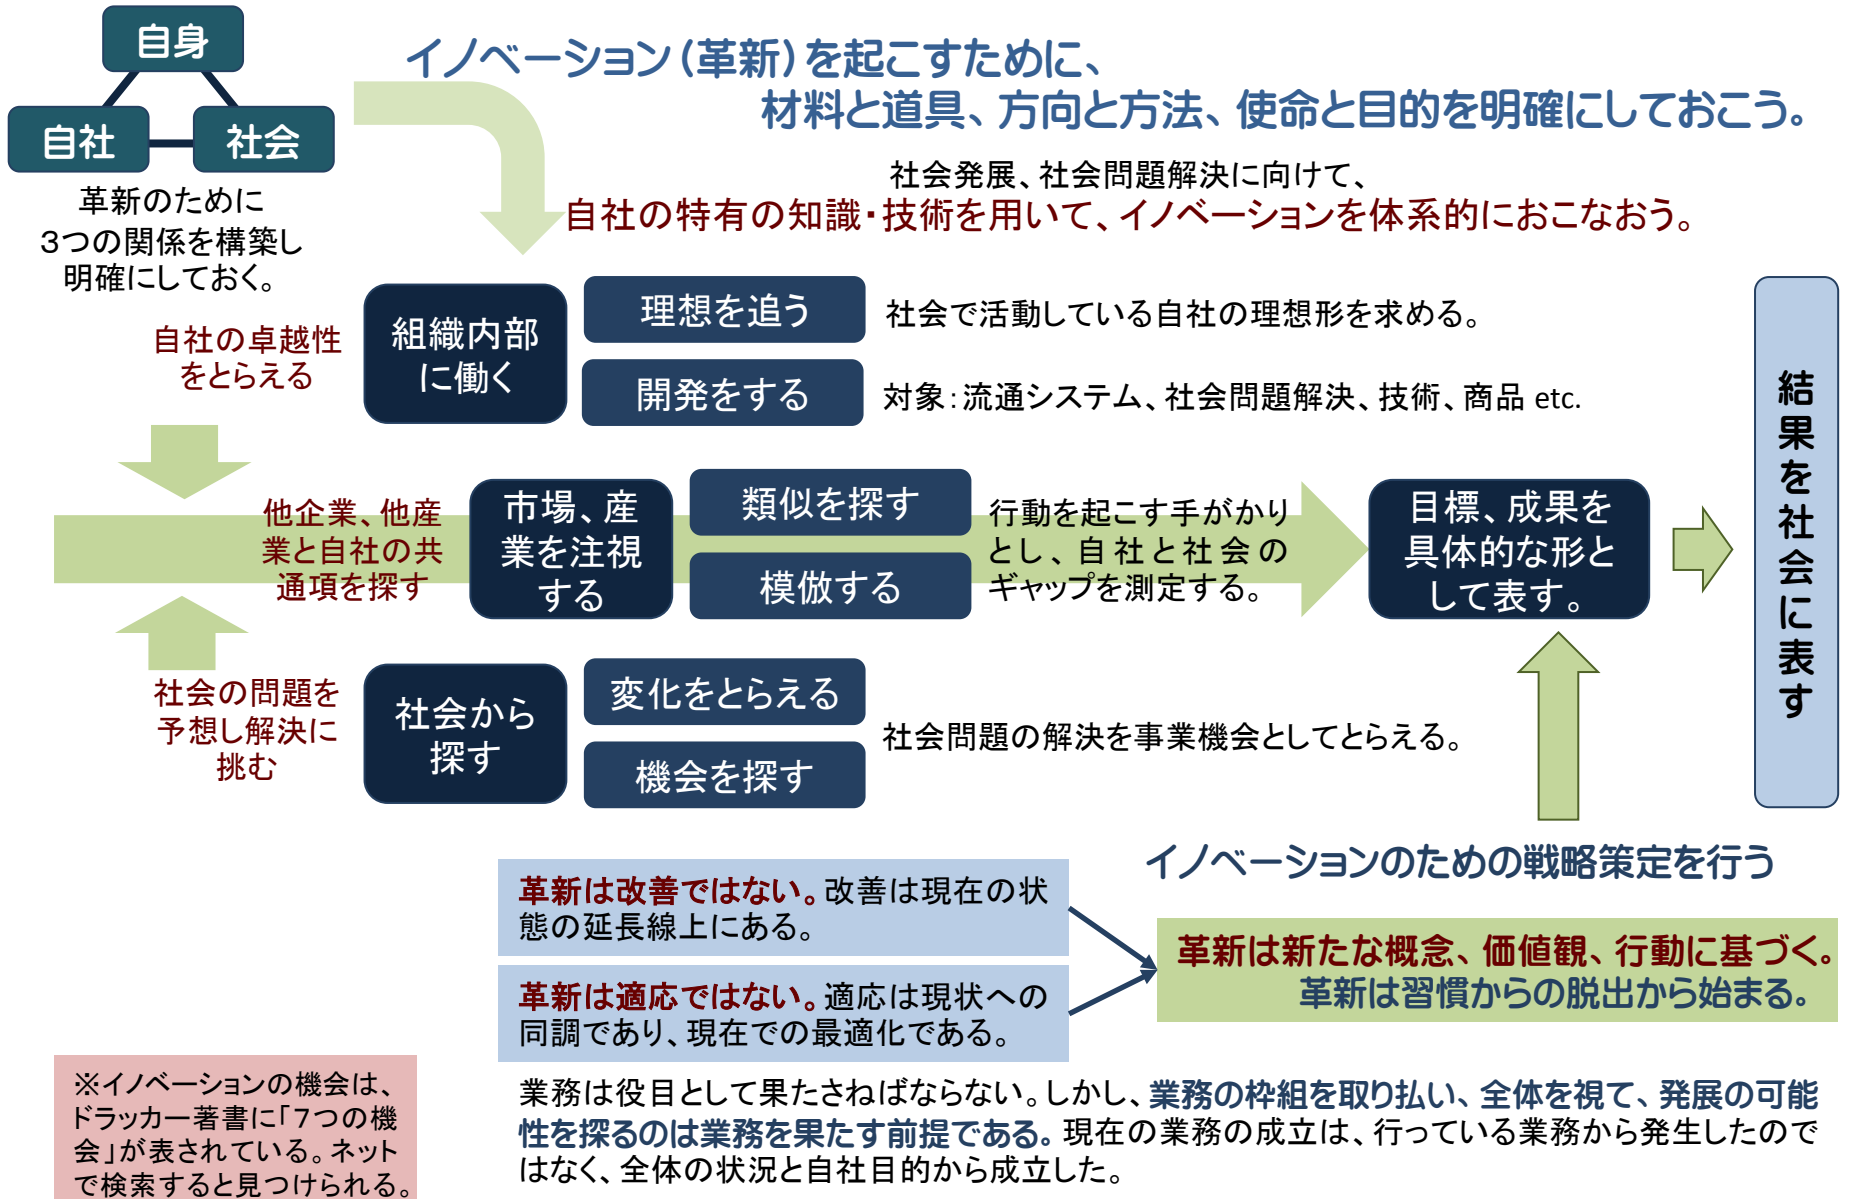 自身
自社
社会
革新のために
3つの関係を構築し
明確にしておく。
イノベーション(革新)を起こすために、
材料と道具、方向と方法、使命と目的を明確にしておこう。
社会発展、社会問題解決に向けて、
自社の特有の知識・技術を用いて、イノベーションを体系的におこなおう。
自社の卓越性
をとらえる
組織内部
に働く
理想を追う
社会で活動している自社の理想形を求める。
開発をする
対象:流通システム、社会問題解決、技術、商品 etc.
他企業、他産
業と自社の共
通項を探す
市場、産
業を注視
する
類似を探す
模倣する
行動を起こす手がかり
とし、自社と社会の
ギャップを測定する。
目標、成果を
具体的な形と
して表す。
結果を社会に表す
社会の問題を
予想し解決に
挑む
社会から
探す
変化をとらえる
機会を探す
社会問題の解決を事業機会としてとらえる。
イノベーションのための戦略策定を行う
革新は改善ではない。改善は現在の状
態の延長線上にある。
革新は適応ではない。適応は現状への
同調であり、現在での最適化である。
革新は新たな概念、価値観、行動に基づく。
革新は習慣からの脱出から始まる。
※イノベーションの機会は、
ドラッカー著書に「7つの機
会」が表されている。ネット
で検索すると見つけられる。
業務は役目として果たさねばならない。しかし、業務の枠組を取り払い、全体を視て、発展の可能
性を探るのは業務を果たす前提である。現在の業務の成立は、行っている業務から発生したので
はなく、全体の状況と自社目的から成立した。